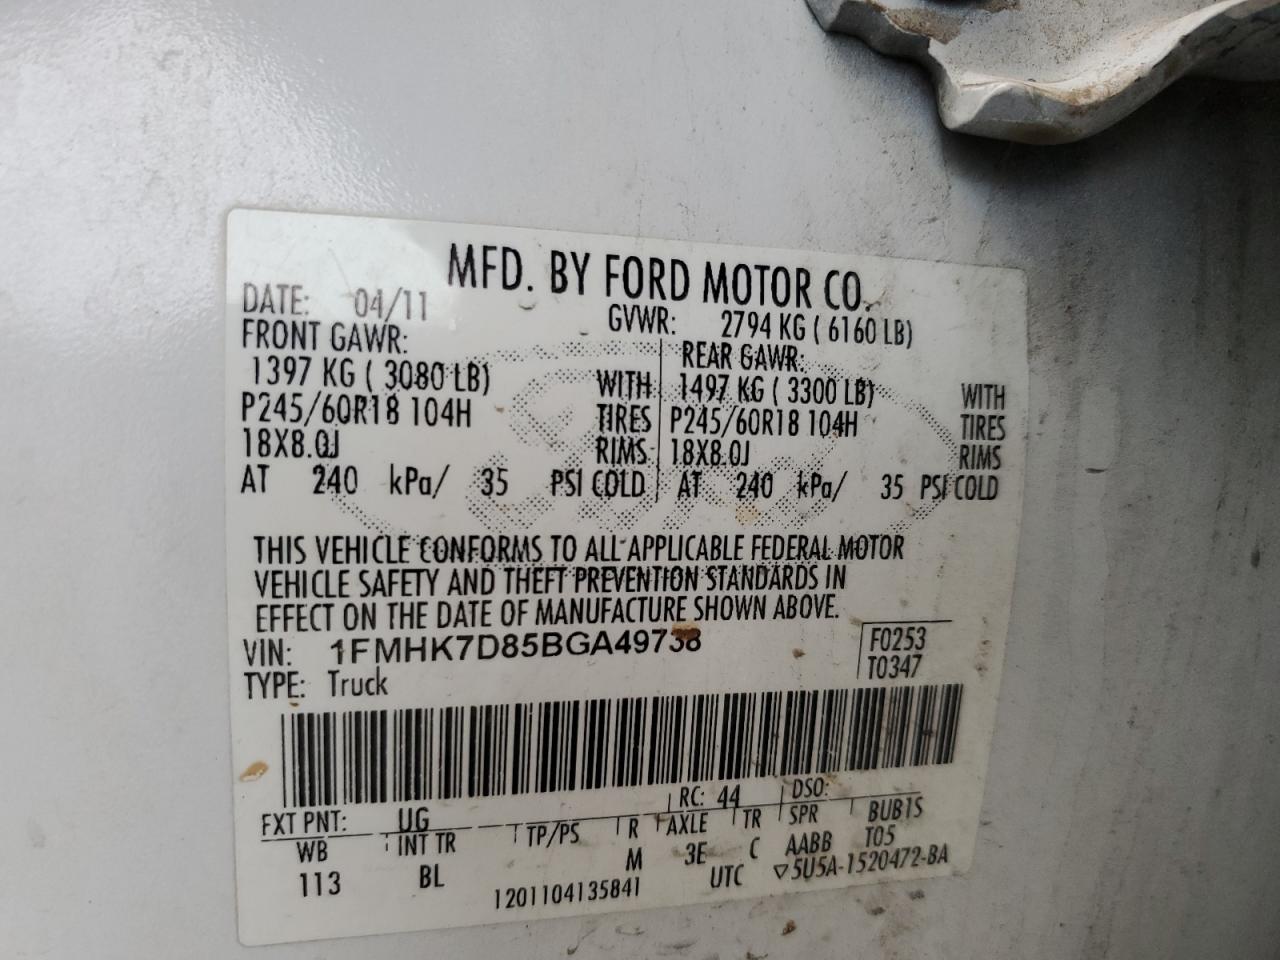 MFD. BY FORD MOTOR CO.
DATE: 04/11 GVWR: 2794 KG ( 6160 LB)
FRONT GAWR: REAR GAWR:
1397 KG ( 3080 LB) WITH 1497 KG ( 3300 LB) WITH
P245/60R18 104H TIRES P245/60R18 104H TIRES
18X8.0J RIMS 18X8.0J RIMS
AT 240 kPa/ 35 PSI COLD AT 240 kPa/ 35 PSI COLD
THIS VEHICLE CONFORMS TO ALL APPLICABLE FEDERAL MOTOR
VEHICLE SAFETY AND THEFT PREVENTION STANDARDS IN
EFFECT ON THE DATE OF MANUFACTURE SHOWN ABOVE.
VIN: 1FMHK7D85BGA49738 F0253
TYPE: Truck T0347
EXT PNT: UG RC: 44 DSO:
WB INT TR TP/PS R AXLE TR SPR BUB1S
113 BL M 3E C AABB T05
1201104135841 UTC ▽5U5A-1520472-BA